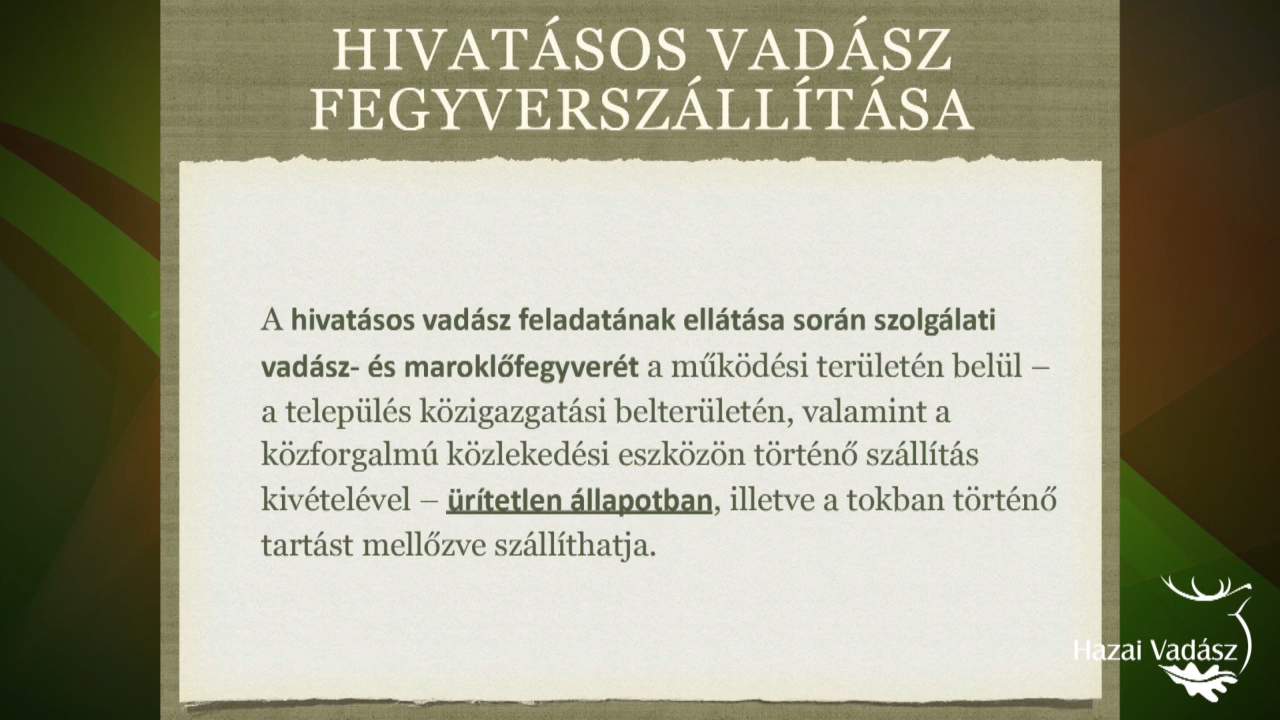 HIVATÁSOS VADÁSZ
FEGYVERSZÁLLÍTÁSA
A hivatásos vadász feladatának ellátása során szolgálati
vadász- és maroklőfegyverét a működési területén belül –
a település közigazgatási belterületén, valamint a
közforgalmú közlekedési eszközön történő szállítás
kivételével – ürítetlen állapotban, illetve a tokban történő
tartást mellőzve szállíthatja.
Hazai Vadász